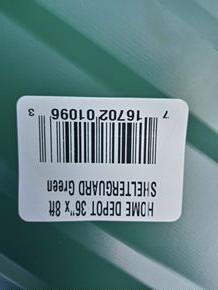 HOME DEPOT 36" x 8ft
SHELTERGUARD Green
7 16702 01096 3